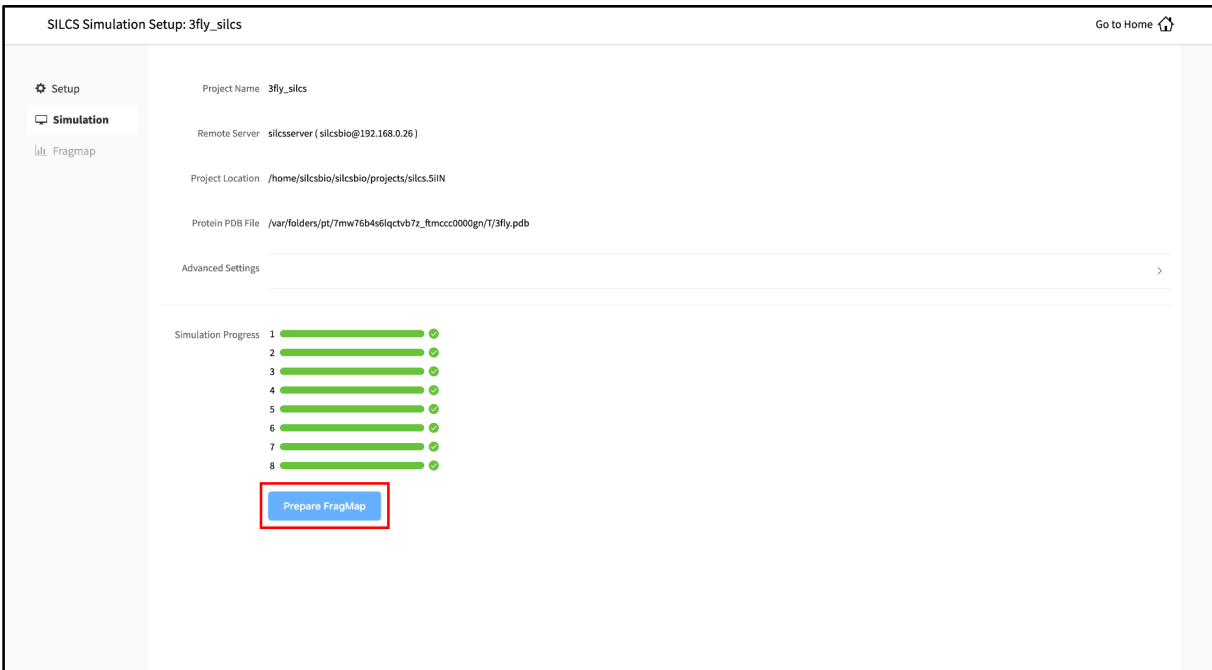 SILCS Simulation Setup: 3fly_silcs
Go to Home
Setup
Simulation
Fragmap
Project Name 3fly_silcs
Remote Server silcsserver ( silcsbio@192.168.0.26 )
Project Location /home/silcsbio/silcsbio/projects/silcs.5iIN
Protein PDB File /var/folders/pt/7mw76b4s6lqctvb7z_ftmccc0000gn/T/3fly.pdb
Advanced Settings
Simulation Progress 1
2
3
4
5
6
7
8
Prepare FragMap